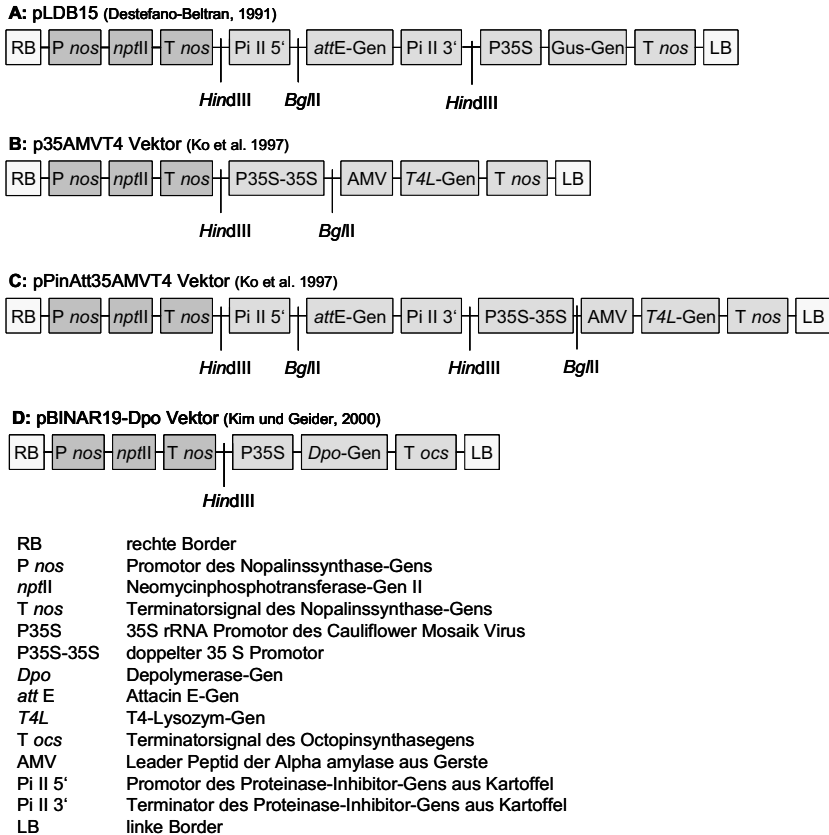 A: pLDB15 (Destefano-Beltran, 1991)
RB P nos nptII T nos Pi II 5‘ attE-Gen Pi II 3‘ P35S Gus-Gen T nos LB
HindIII BglII HindIII
B: p35AMVT4 Vektor (Ko et al. 1997)
RB P nos nptII T nos P35S-35S AMV T4L-Gen T nos LB
HindIII BglII
C: pPinAtt35AMVT4 Vektor (Ko et al. 1997)
RB P nos nptII T nos Pi II 5‘ attE-Gen Pi II 3‘ P35S-35S AMV T4L-Gen T nos LB
HindIII BglII HindIII BglII
D: pBINAR19-Dpo Vektor (Kim und Geider, 2000)
RB P nos nptII T nos P35S Dpo-Gen T ocs LB
HindIII
RB rechte Border
P nos Promotor des Nopalinssynthase-Gens
nptII Neomycinphosphotransferase-Gen II
T nos Terminatorsignal des Nopalinssynthase-Gens
P35S 35S rRNA Promotor des Cauliflower Mosaik Virus
P35S-35S doppelter 35 S Promotor
Dpo Depolymerase-Gen
att E Attacin E-Gen
T4L T4-Lysozym-Gen
T ocs Terminatorsignal des Octopinsynthasegens
AMV Leader Peptid der Alpha amylase aus Gerste
Pi II 5‘ Promotor des Proteinase-Inhibitor-Gens aus Kartoffel
Pi II 3‘ Terminator des Proteinase-Inhibitor-Gens aus Kartoffel
LB linke Border